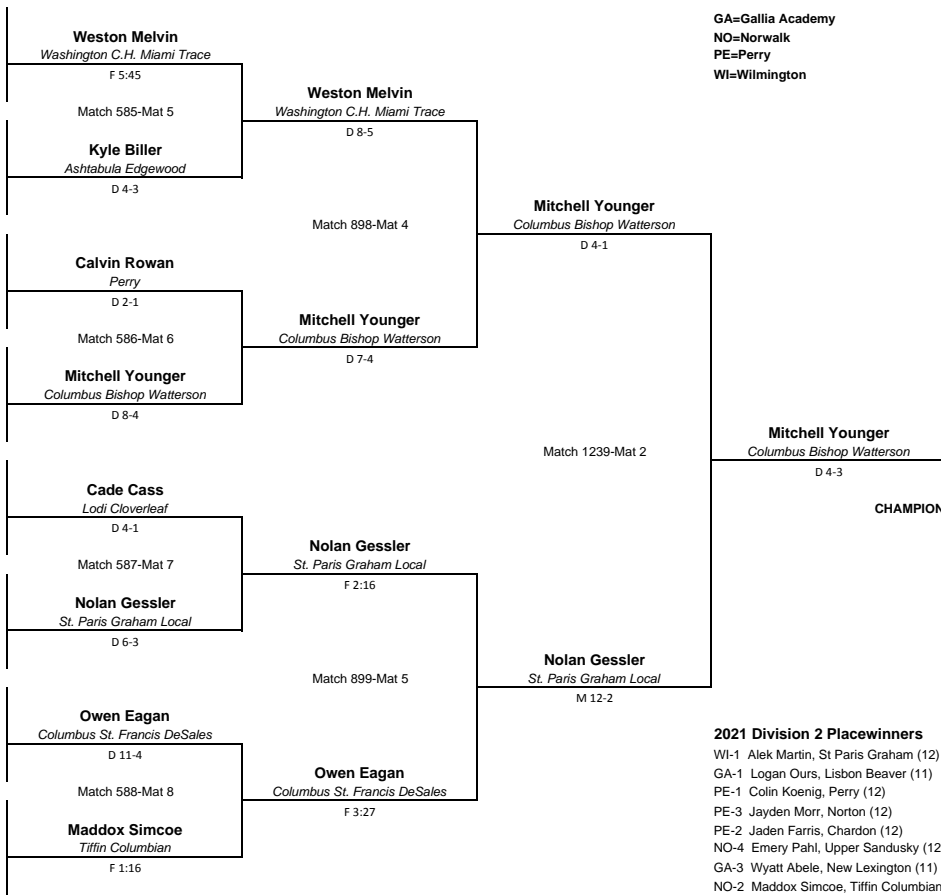 GA=Gallia Academy
NO=Norwalk
PE=Perry
WI=Wilmington
Weston Melvin
Washington C.H. Miami Trace
F 5:45
Match 585-Mat 5
Kyle Biller
Ashtabula Edgewood
D 4-3
Calvin Rowan
Perry
D 2-1
Match 586-Mat 6
Mitchell Younger
Columbus Bishop Watterson
D 8-4
Cade Cass
Lodi Cloverleaf
D 4-1
Match 587-Mat 7
Nolan Gessler
St. Paris Graham Local
D 6-3
Owen Eagan
Columbus St. Francis DeSales
D 11-4
Match 588-Mat 8
Maddox Simcoe
Tiffin Columbian
F 1:16
Weston Melvin
Washington C.H. Miami Trace
D 8-5
Match 898-Mat 4
Mitchell Younger
Columbus Bishop Watterson
D 7-4
Nolan Gessler
St. Paris Graham Local
F 2:16
Match 899-Mat 5
Owen Eagan
Columbus St. Francis DeSales
F 3:27
Mitchell Younger
Columbus Bishop Watterson
D 4-1
Match 1239-Mat 2
Nolan Gessler
St. Paris Graham Local
M 12-2
Mitchell Younger
Columbus Bishop Watterson
D 4-3
CHAMPION
2021 Division 2 Placewinners
WI-1 Alek Martin, St Paris Graham (12)
GA-1 Logan Ours, Lisbon Beaver (11)
PE-1 Colin Koenig, Perry (12)
PE-3 Jayden Morr, Norton (12)
PE-2 Jaden Farris, Chardon (12)
NO-4 Emery Pahl, Upper Sandusky (12
GA-3 Wyatt Abele, New Lexington (11)
NO-2 Maddox Simcoe, Tiffin Columbian